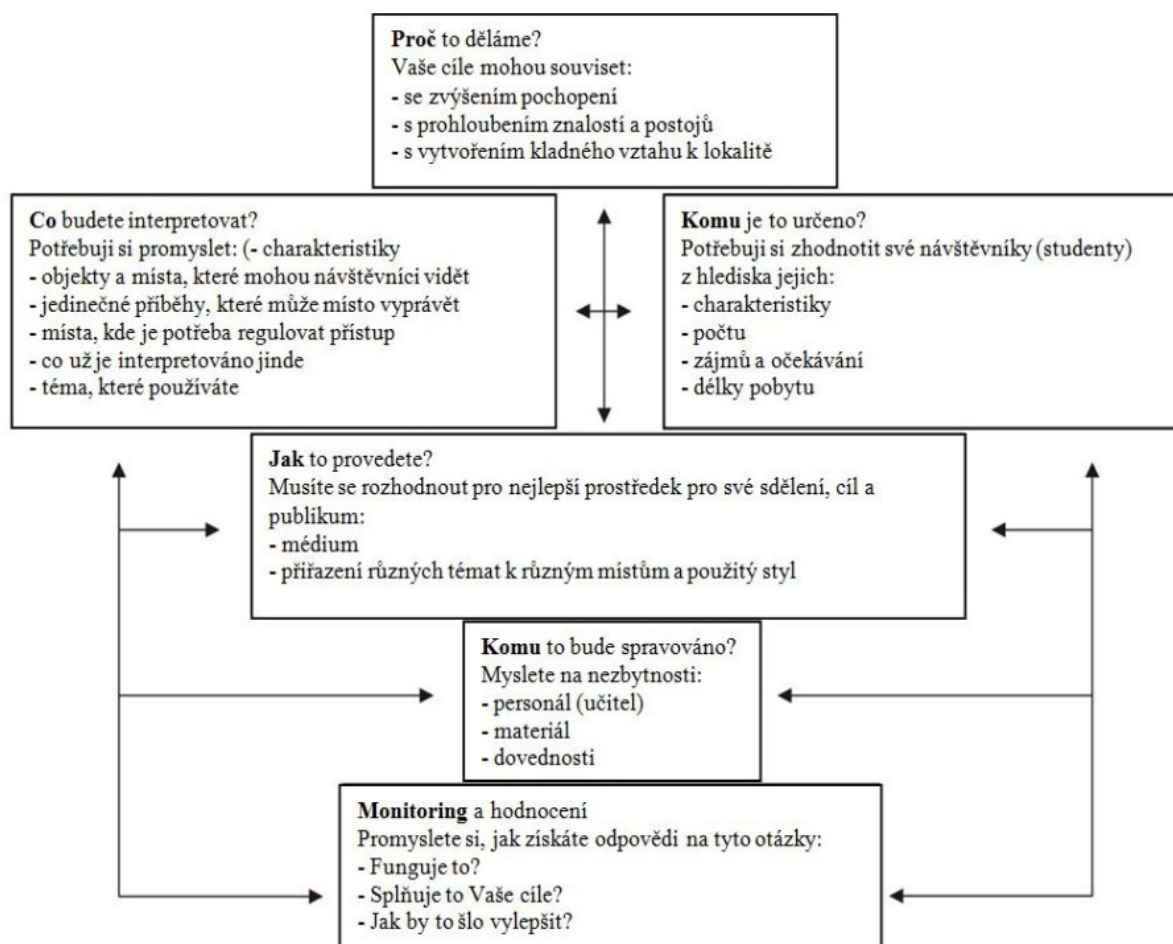 Proč to děláme?
Vaše cíle mohou souviset:
- se zvýšením pochopení
- s prohloubením znalostí a postojů
- s vytvořením kladného vztahu k lokalitě
Co budete interpretovat?
Potřebuji si promyslet: (- charakteristiky
- objekty a místa, které mohou návštěvníci vidět
- jedinečné příběhy, které může místo vyprávět
- místa, kde je potřeba regulovat přístup
- co už je interpretováno jinde
- téma, které používáte
Komu je to určeno?
Potřebuji si zhodnotit své návštěvníky (studenty)
z hlediska jejich:
- charakteristiky
- počtu
- zájmů a očekávání
- délky pobytu
Jak to provedete?
Musíte se rozhodnout pro nejlepší prostředek pro své sdělení, cíl a
publikum:
- médium
- přiřazení různých témat k různým místům a použitý styl
Komu to bude spravováno?
Myslete na nezbytnosti:
- personál (učitel)
- materiál
- dovednosti
Monitoring a hodnocení
Promyslete si, jak získáte odpovědi na tyto otázky:
- Funguje to?
- Splňuje to Vaše cíle?
- Jak by to šlo vylepšit?